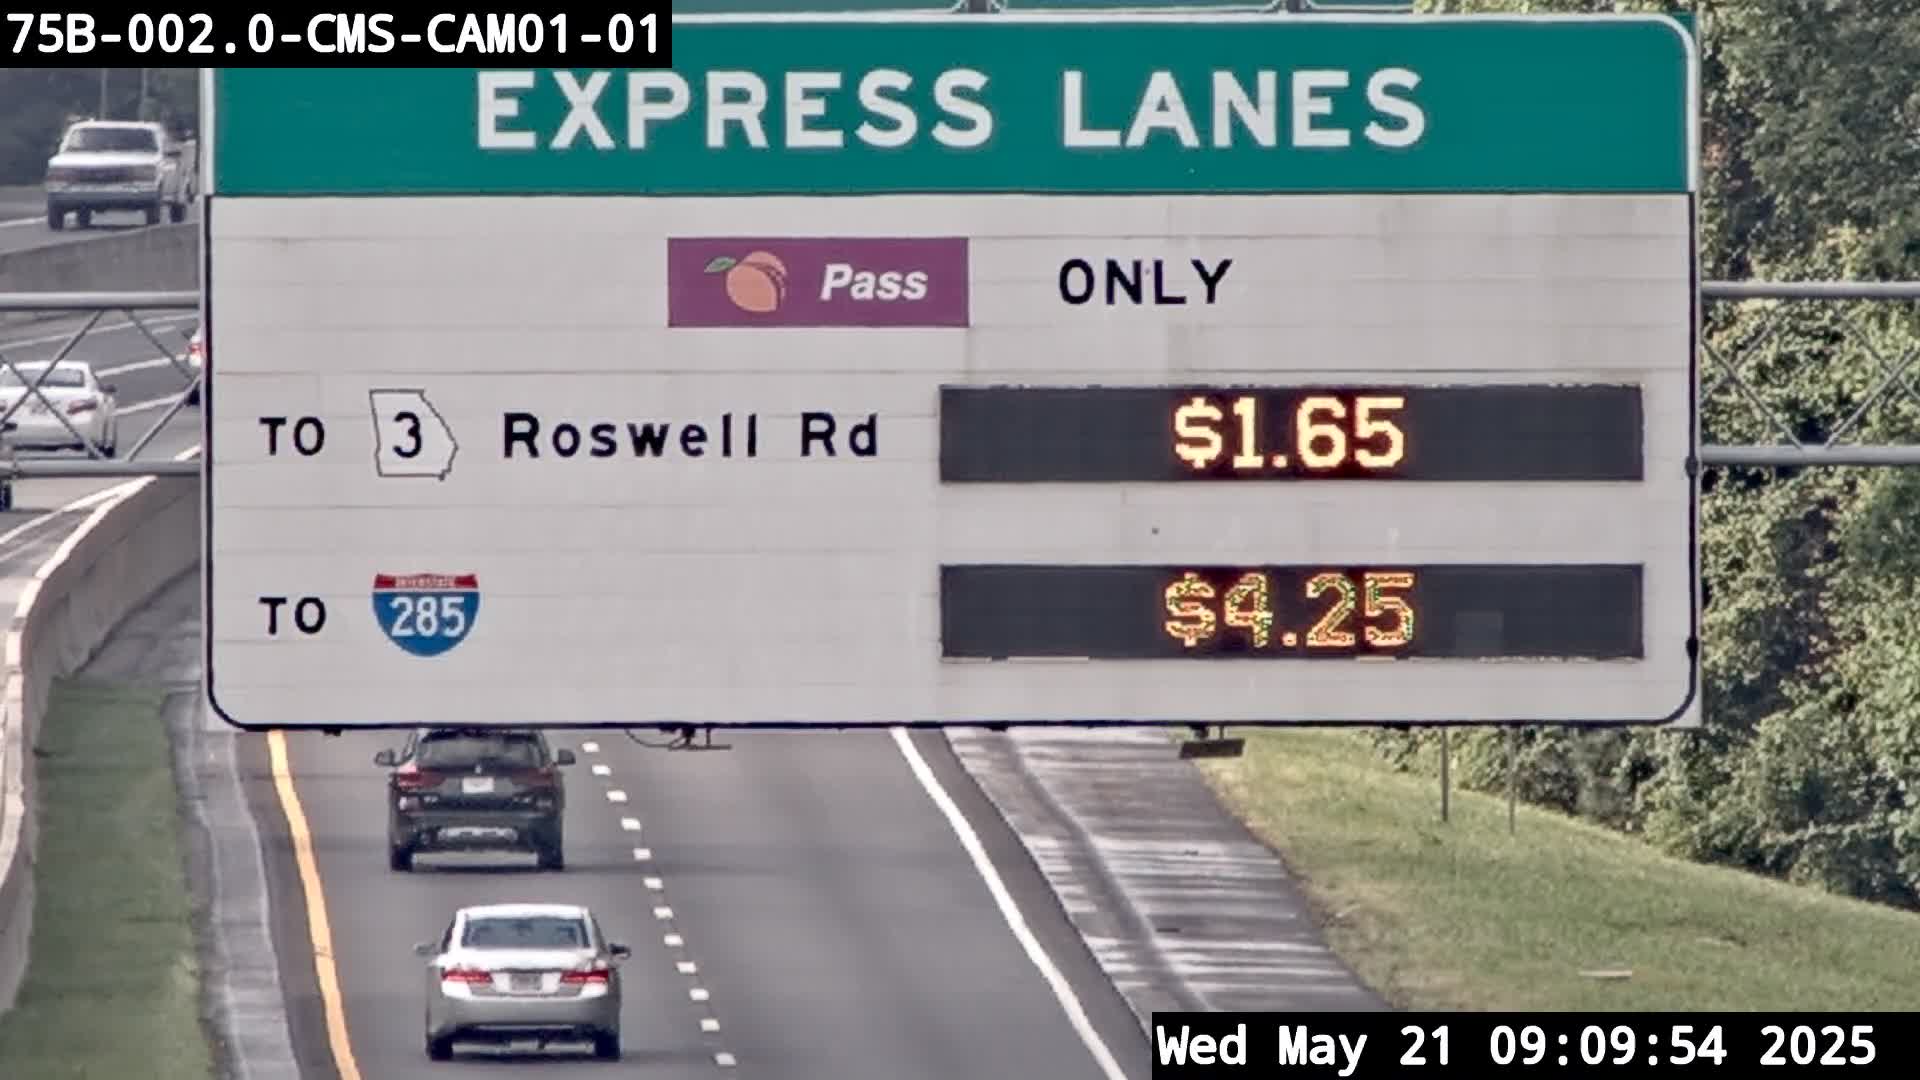 75B-002.0-CMS-CAM01-01
EXPRESS LANES
Pass ONLY
TO 3 Roswell Rd $1.65
INTERSTATE
TO 285 $4.25
Wed May 21 09:09:54 2025